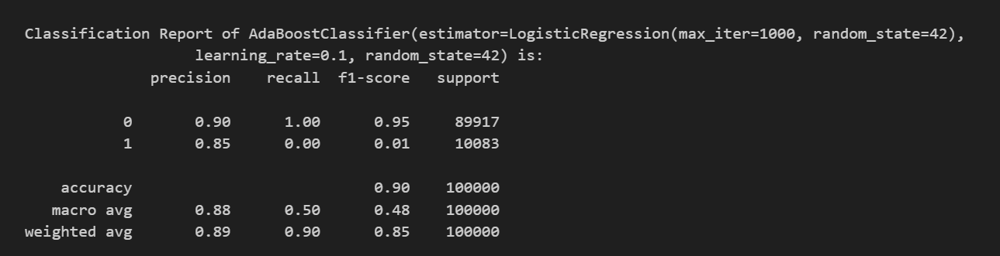 Classification Report of AdaBoostClassifier(estimator=LogisticRegression(max_iter=1000, random_state=42),
learning_rate=0.1, random_state=42) is:
precision recall f1-score support
0 0.90 1.00 0.95 89917
1 0.85 0.00 0.01 10083
accuracy 0.90 100000
macro avg 0.88 0.50 0.48 100000
weighted avg 0.89 0.90 0.85 100000